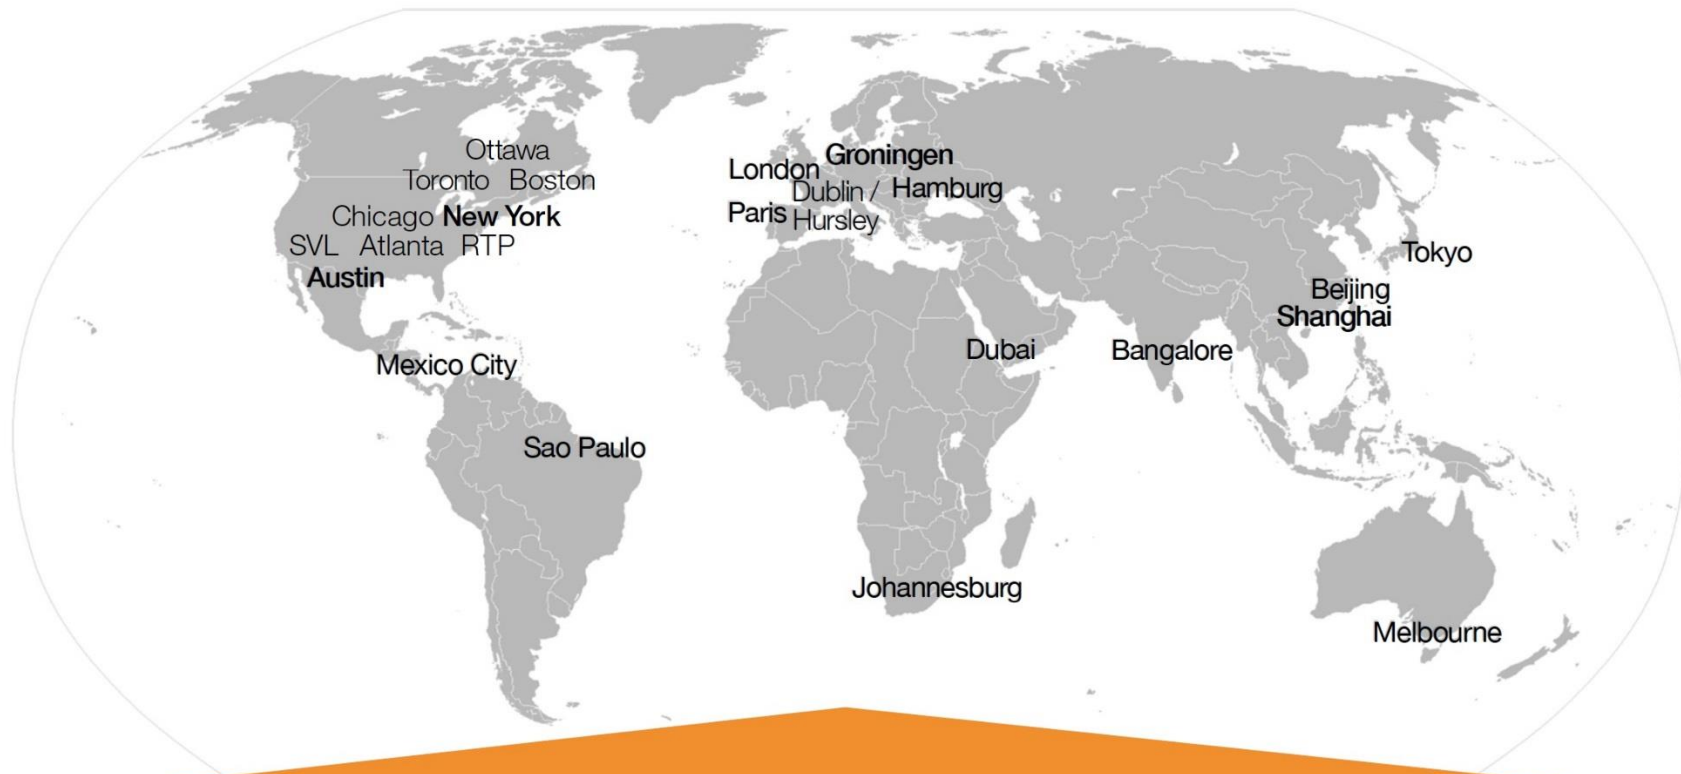 Ottawa
Toronto Boston
Chicago New York
SVL Atlanta RTP
Austin
Mexico City
Sao Paulo
London Groningen
Dublin / Hamburg
Paris Hursley
Dubai
Johannesburg
Bangalore
Tokyo
Beijing
Shanghai
Melbourne